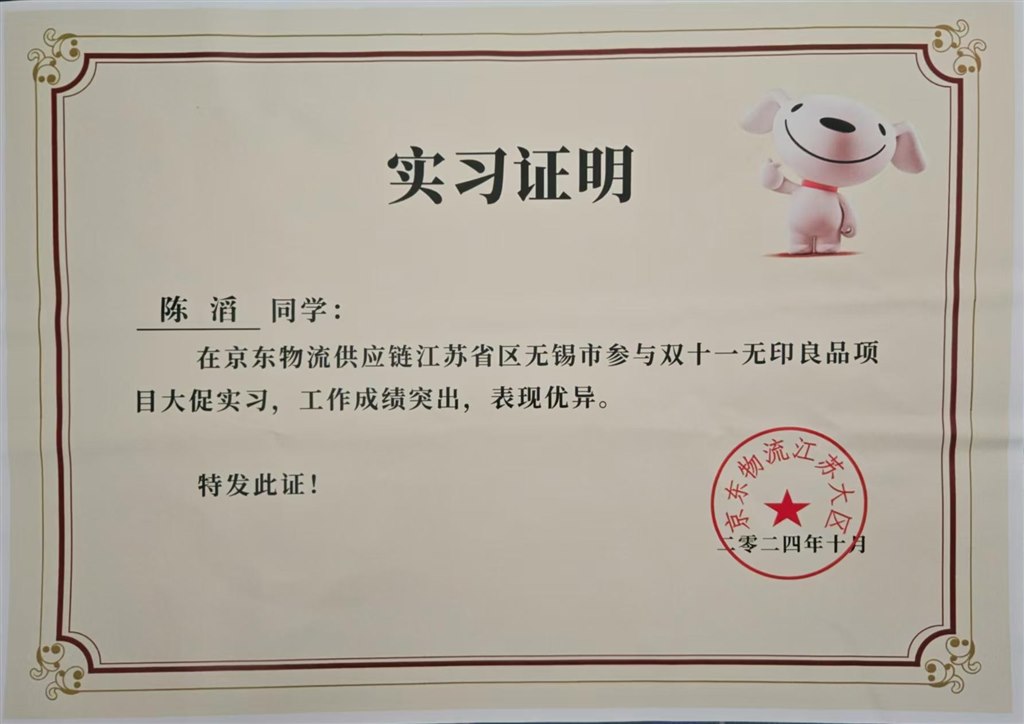 实习证明
陈 滔 同学：
在京东物流供应链江苏省区无锡市参与双十一无印良品项
目大促实习，工作成绩突出，表现优异。
特发此证！
京东物流江苏大区
二零二四年十月